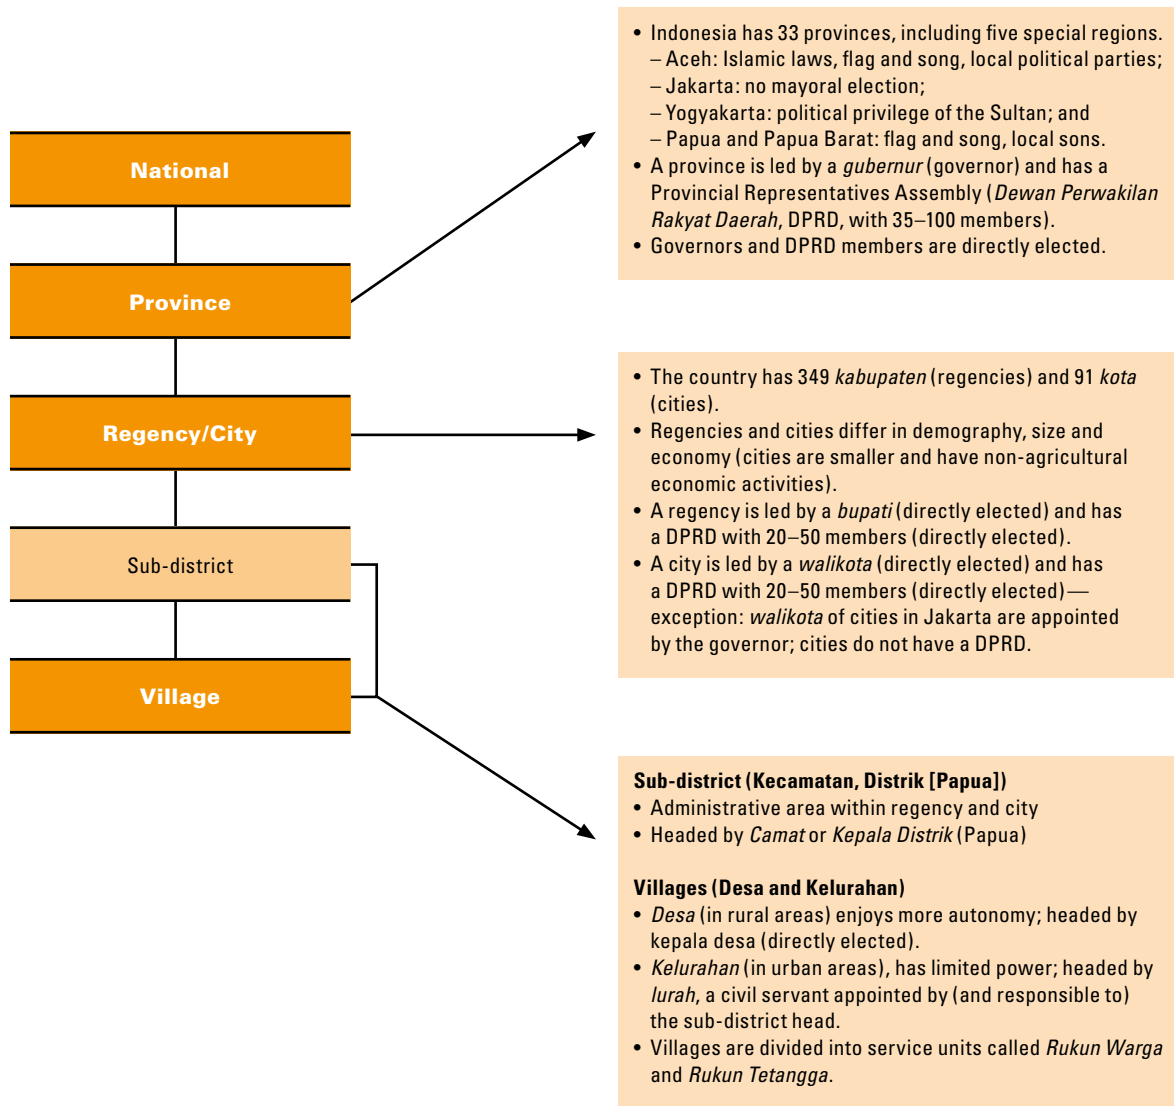 National
Province
Regency/City
Sub-district
Village
• Indonesia has 33 provinces, including five special regions.
– Aceh: Islamic laws, flag and song, local political parties;
– Jakarta: no mayoral election;
– Yogyakarta: political privilege of the Sultan; and
– Papua and Papua Barat: flag and song, local sons.
• A province is led by a gubernur (governor) and has a
Provincial Representatives Assembly (Dewan Perwakilan
Rakyat Daerah, DPRD, with 35–100 members).
• Governors and DPRD members are directly elected.
• The country has 349 kabupaten (regencies) and 91 kota
(cities).
• Regencies and cities differ in demography, size and
economy (cities are smaller and have non-agricultural
economic activities).
• A regency is led by a bupati (directly elected) and has
a DPRD with 20–50 members (directly elected).
• A city is led by a walikota (directly elected) and has
a DPRD with 20–50 members (directly elected)—
exception: walikota of cities in Jakarta are appointed
by the governor; cities do not have a DPRD.
Sub-district (Kecamatan, Distrik [Papua])
• Administrative area within regency and city
• Headed by Camat or Kepala Distrik (Papua)
Villages (Desa and Kelurahan)
• Desa (in rural areas) enjoys more autonomy; headed by
kepala desa (directly elected).
• Kelurahan (in urban areas), has limited power; headed by
lurah, a civil servant appointed by (and responsible to)
the sub-district head.
• Villages are divided into service units called Rukun Warga
and Rukun Tetangga.